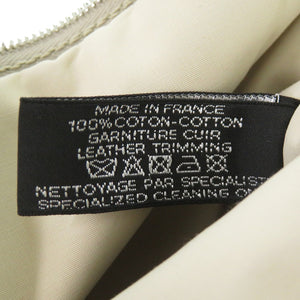 MADE IN FRANCE
100% COTON-COTTON
GARNITURE CUIR
LEATHER TRIMMING
NETTOYAGE PAR SPECIALIST
SPECIALIZED CLEANING